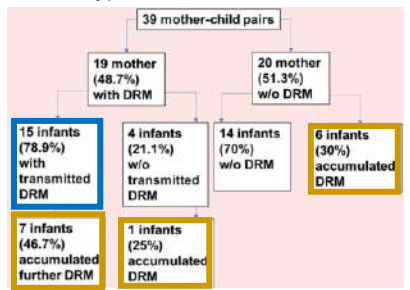 39 mother-child pairs
19 mother
(48.7%)
with DRM
20 mother
(51.3%)
w/o DRM
15 infants
(78.9%)
with
transmitted
DRM
4 infants
(21.1%)
w/o
transmitted
DRM
14 infants
(70%)
w/o DRM
6 infants
(30%)
accumulated
DRM
7 infants
(46.7%)
accumulated
further DRM
1 infants
(25%)
accumulated
DRM